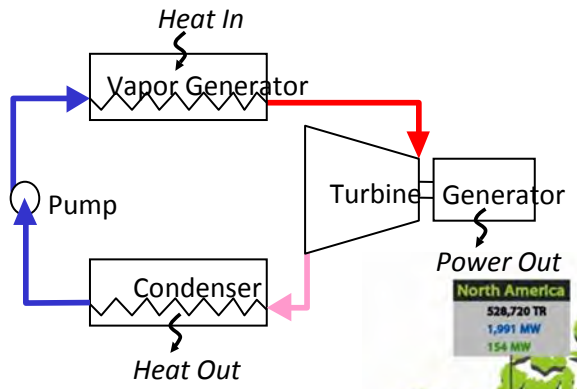 Heat In
Vapor Generator
Turbine
Generator
Pump
Power Out
Condenser
Heat Out
North America
528,720 TR
1,991 MW
154 MW